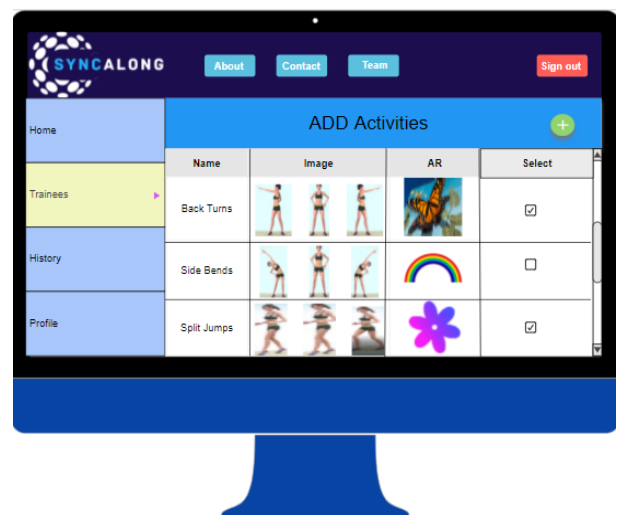 SYNCALONG
About Contact Team Sign out
Home
Trainees
History
Profile
ADD Activities
Name Image AR Select
Back Turns
Side Bends
Split Jumps